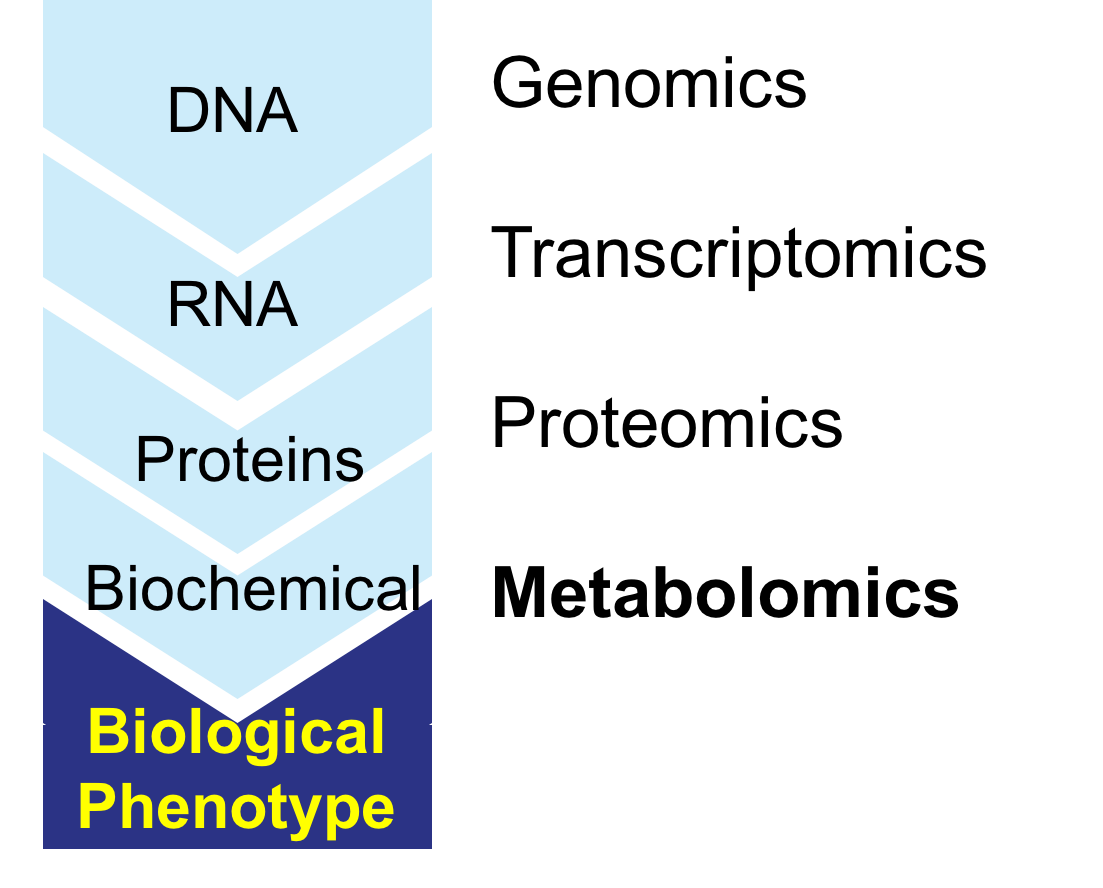 DNA
Genomics
RNA
Transcriptomics
Proteins
Proteomics
Biochemical
Metabolomics
Biological
Phenotype